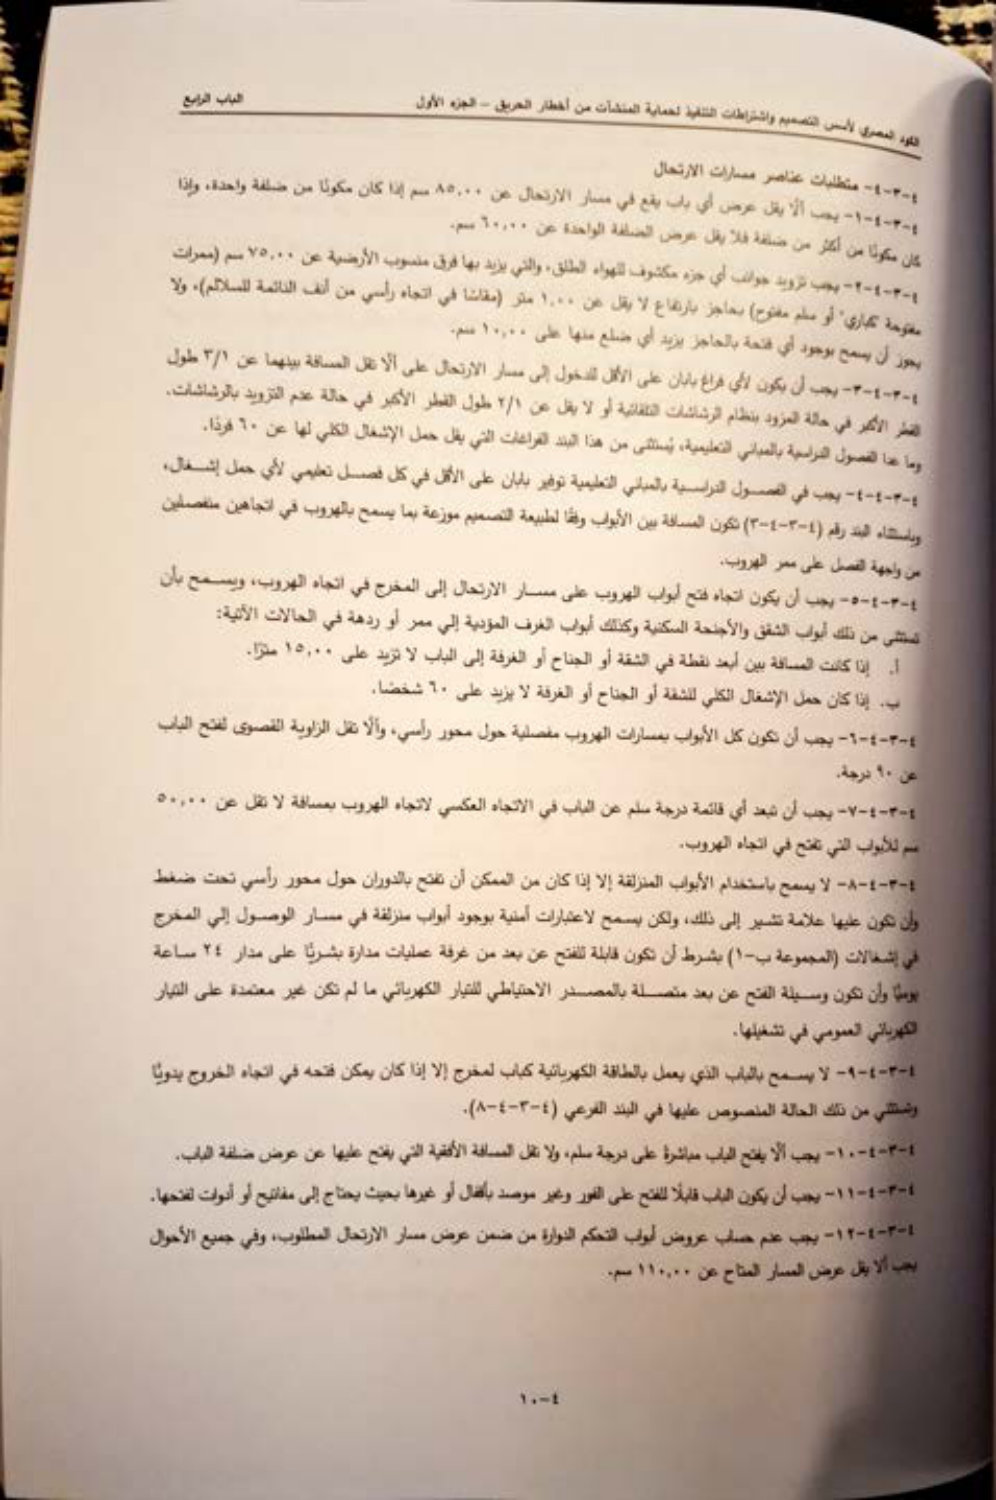 الكود المصري لأسس التصميم واشتراطات التنفيذ لحماية المنشآت من أخطار الحريق – الجزء الأول الباب الرابع
٤-٣-٤- متطلبات عناصر مسارات الارتحال
٤-٣-٤-١- يجب ألّا يقل عرض أي باب يقع في مسار الارتحال عن ٨٥,٠٠ سم إذا كان مكونًا من ضلفة واحدة، وإذا
كان مكونًا من أكثر من ضلفة فلا يقل عرض الضلفة الواحدة عن ٦٠,٠٠ سم.
٤-٣-٤-٢- يجب تزويد جوانب أي جزء مكشوف للهواء الطلق، والتي يزيد بها فرق منسوب الأرضية عن ٧٥,٠٠ سم (ممرات
مفتوحة "كباري" أو سلم مفتوح) بحاجز بارتفاع لا يقل عن ١,٠٠ متر (مقاسًا في اتجاه رأسي من أنف النائمة للسلالم)، ولا
يجوز أن يسمح بوجود أي فتحة بالحاجز يزيد أي ضلع منها على ١٠,٠٠ سم.
٤-٣-٤-٣- يجب أن يكون لأي فراغ بابان على الأقل للدخول إلى مسار الارتحال على ألّا تقل المسافة بينهما عن ٣/١ طول
القطر الأكبر في حالة المزود بنظام الرشاشات التلقائية أو لا يقل عن ٢/١ طول القطر الأكبر في حالة عدم التزويد بالرشاشات.
وما عدا الفصول الدراسية بالمباني التعليمية، يُستثنى من هذا البند الفراغات التي يقل حمل الإشغال الكلي لها عن ٦٠ فردًا.
٤-٣-٤-٤- يجب في الفصول الدراسية بالمباني التعليمية توفير بابان على الأقل في كل فصل تعليمي لأي حمل إشغال،
وباستثناء البند رقم (٤-٣-٤-٣) تكون المسافة بين الأبواب وفقًا لطبيعة التصميم موزعة بما يسمح بالهروب في اتجاهين منفصلين
من واجهة الفصل على ممر الهروب.
٤-٣-٤-٥- يجب أن يكون اتجاه فتح أبواب الهروب على مسار الارتحال إلى المخرج في اتجاه الهروب، ويسمح بأن
تستثنى من ذلك أبواب الشقق والأجنحة السكنية وكذلك أبواب الغرف المؤدية إلي ممر أو ردهة في الحالات الآتية:
أ. إذا كانت المسافة بين أبعد نقطة في الشقة أو الجناح أو الغرفة إلى الباب لا تزيد على ١٥,٠٠ مترًا.
ب. إذا كان حمل الإشغال الكلي للشقة أو الجناح أو الغرفة لا يزيد على ٦٠ شخصًا.
٤-٣-٤-٦- يجب أن تكون كل الأبواب بمسارات الهروب مفصلية حول محور رأسي، وألّا تقل الزاوية القصوى لفتح الباب
عن ٩٠ درجة.
٤-٣-٤-٧- يجب أن تبعد أي قائمة درجة سلم عن الباب في الاتجاه العكسي لاتجاه الهروب بمسافة لا تقل عن ٥٠,٠٠
سم للأبواب التي تفتح في اتجاه الهروب.
٤-٣-٤-٨- لا يسمح باستخدام الأبواب المنزلقة إلا إذا كان من الممكن أن تفتح بالدوران حول محور رأسي تحت ضغط
وأن تكون عليها علامة تشير إلى ذلك، ولكن يسمح لاعتبارات أمنية بوجود أبواب منزلقة في مسار الوصول إلي المخرج
في إشغالات (المجموعة ب-١) بشرط أن تكون قابلة للفتح عن بعد من غرفة عمليات مدارة بشريًا على مدار ٢٤ ساعة
يوميًا وأن تكون وسيلة الفتح عن بعد متصلة بالمصدر الاحتياطي للتيار الكهربائي ما لم تكن غير معتمدة على التيار
الكهربائي العمومي في تشغيلها.
٤-٣-٤-٩- لا يسمح بالباب الذي يعمل بالطاقة الكهربائية كباب لمخرج إلا إذا كان يمكن فتحه في اتجاه الخروج يدويًا
وتستثني من ذلك الحالة المنصوص عليها في البند الفرعي (٤-٣-٤-٨).
٤-٣-٤-١٠- يجب ألّا يفتح الباب مباشرةً على درجة سلم، ولا تقل المسافة الأفقية التي يفتح عليها عن عرض ضلفة الباب.
٤-٣-٤-١١- يجب أن يكون الباب قابلًا للفتح على الفور وغير موصد بأقفال أو غيرها بحيث يحتاج إلى مفاتيح أو أدوات لفتحها.
٤-٣-٤-١٢- يجب عدم حساب عروض أبواب التحكم الدوارة من ضمن عرض مسار الارتحال المطلوب، وفي جميع الأحوال
يجب ألا يقل عرض المسار المتاح عن ١١٠,٠٠ سم.
٤-١٠